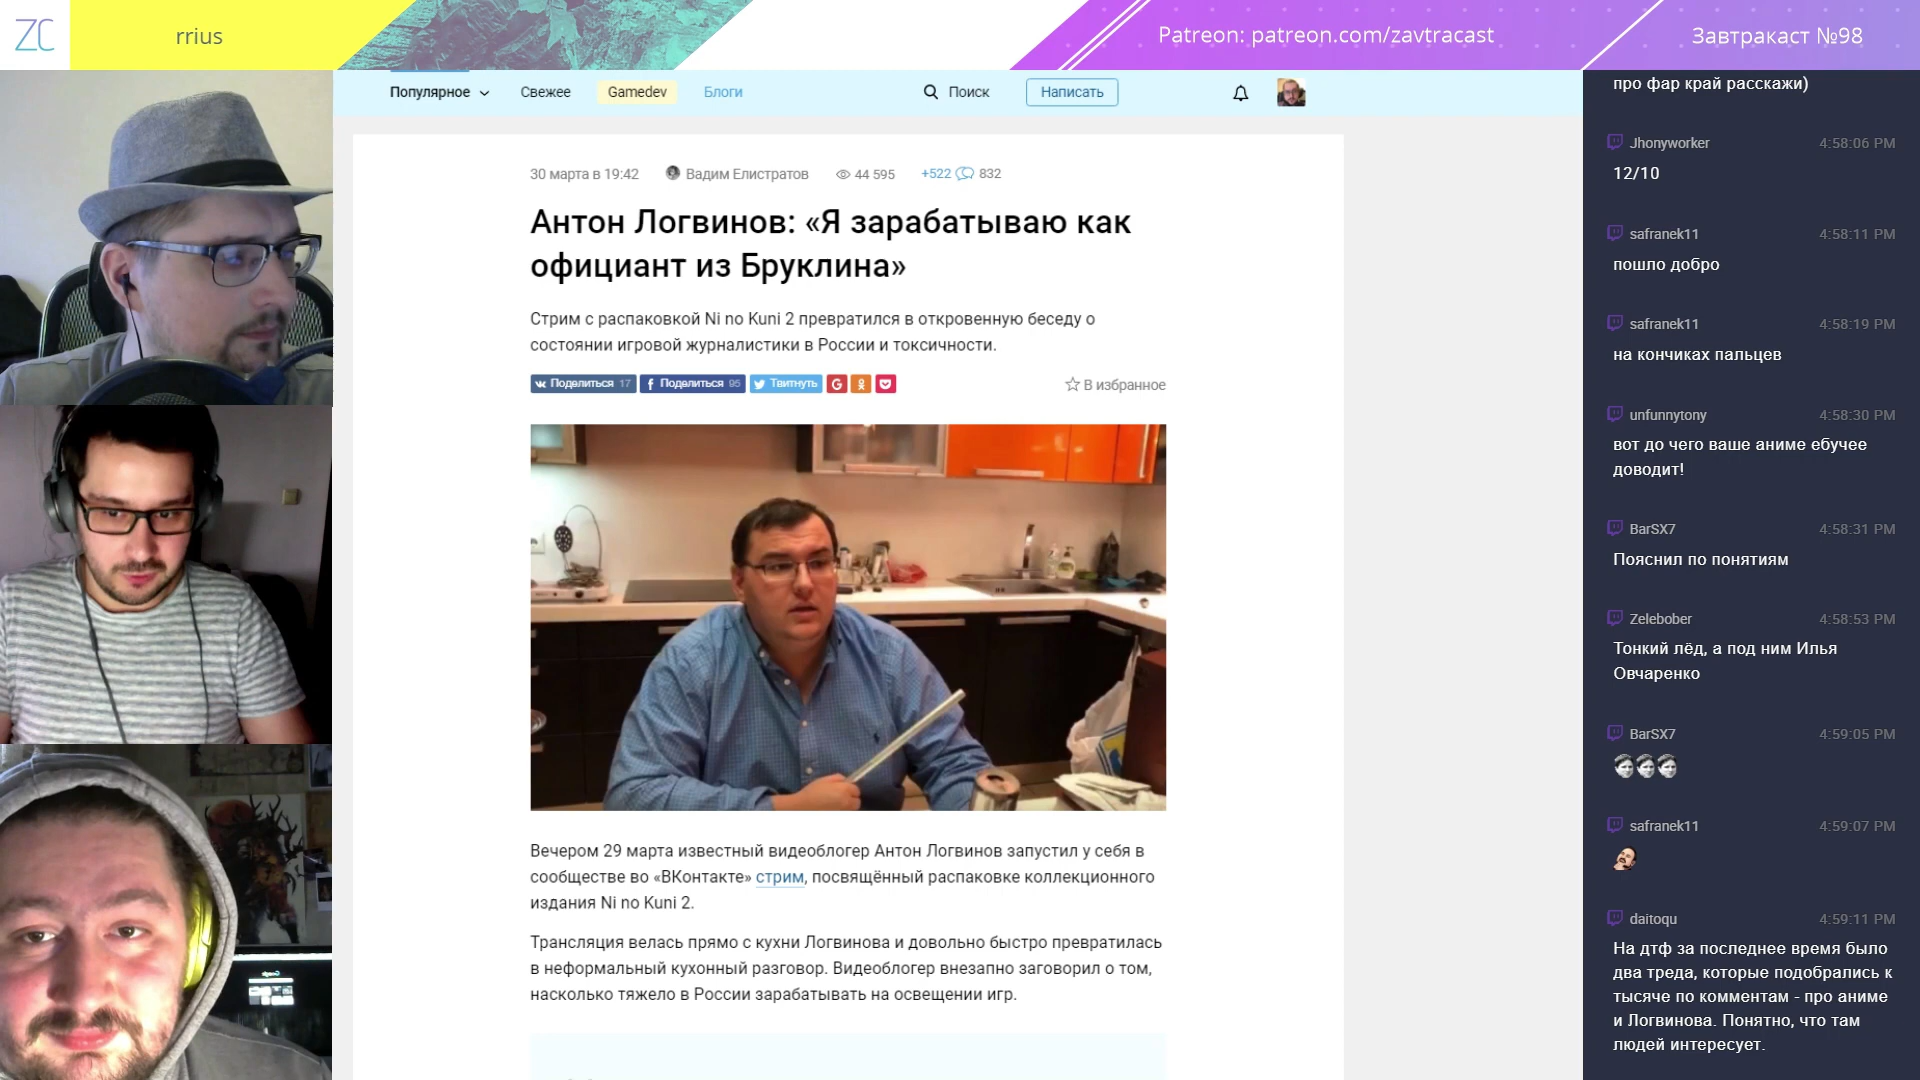 ZC
rrius
Patreon: patreon.com/zavtracast
Завтракаст №98
Популярное
Свежее
Gamedev
Блоги
Поиск
Написать
30 марта в 19:42
Вадим Елистратов
44 595
+522
832
Антон Логвинов: «Я зарабатываю как
официант из Бруклина»
Стрим с распаковкой Ni no Kuni 2 превратился в откровенную беседу о
состоянии игровой журналистики в России и токсичности.
Поделиться 17
Поделиться 95
Твитнуть
В избранное
Вечером 29 марта известный видеоблогер Антон Логвинов запустил у себя в
сообществе во «ВКонтакте» стрим, посвящённый распаковке коллекционного
издания Ni no Kuni 2.
Трансляция велась прямо с кухни Логвинова и довольно быстро превратилась
в неформальный кухонный разговор. Видеоблогер внезапно заговорил о том,
насколько тяжело в России зарабатывать на освещении игр.
про фар край расскажи)
Jhonyworker 4:58:06 PM
12/10
safranek11 4:58:11 PM
пошло добро
safranek11 4:58:19 PM
на кончиках пальцев
unfunnytony 4:58:30 PM
вот до чего ваше аниме ебучее
доводит!
BarSX7 4:58:31 PM
Пояснил по понятиям
Zelebober 4:58:53 PM
Тонкий лёд, а под ним Илья
Овчаренко
BarSX7 4:59:05 PM
safranek11 4:59:07 PM
daitoqu 4:59:11 PM
На дтф за последнее время было
два треда, которые подобрались к
тысяче по комментам - про аниме
и Логвинова. Понятно, что там
людей интересует.